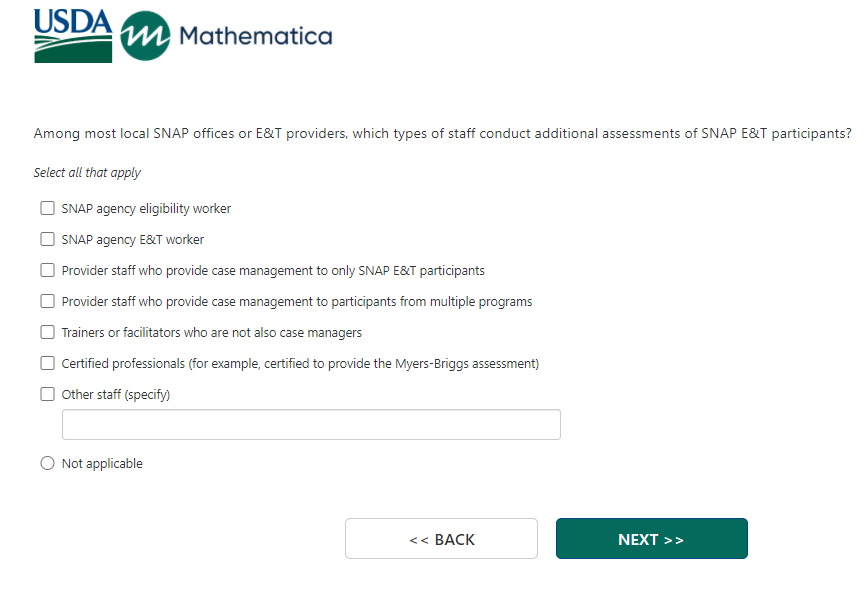 USDA
m Mathematica
Among most local SNAP offices or E&T providers, which types of staff conduct additional assessments of SNAP E&T participants?
Select all that apply
SNAP agency eligibility worker
SNAP agency E&T worker
Provider staff who provide case management to only SNAP E&T participants
Provider staff who provide case management to participants from multiple programs
Trainers or facilitators who are not also case managers
Certified professionals (for example, certified to provide the Myers-Briggs assessment)
Other staff (specify)
Not applicable
<< BACK
NEXT >>